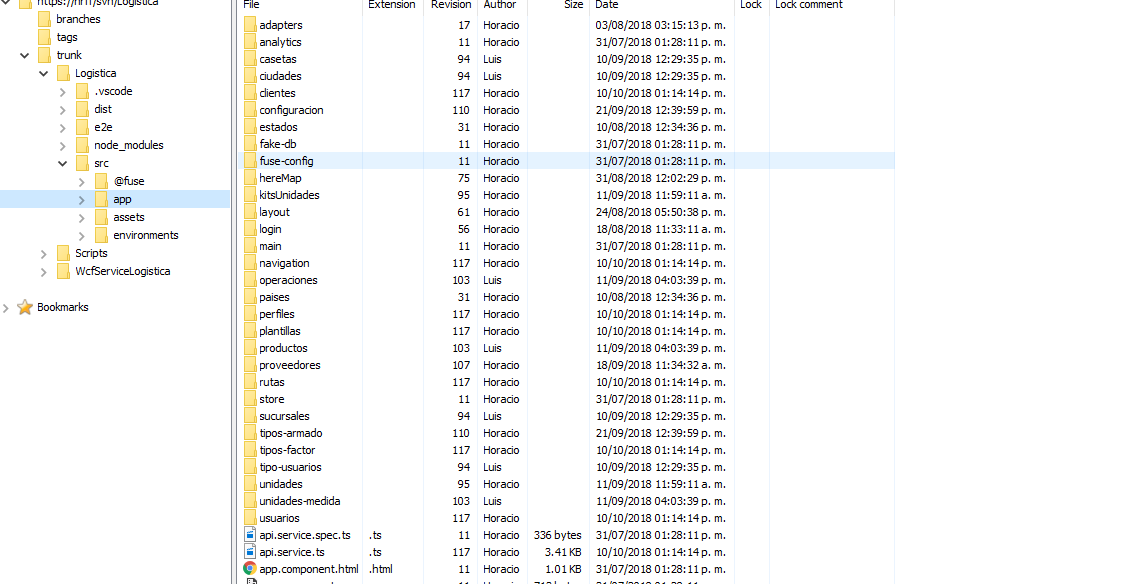 branches
tags
trunk
Logistica
.vscode
dist
e2e
node_modules
src
@fuse
app
assets
environments
Scripts
WcfServiceLogistica
Bookmarks
File Extension Revision Author Size Date Lock Lock comment
adapters 17 Horacio 03/08/2018 03:15:13 p. m.
analytics 11 Horacio 31/07/2018 01:28:11 p. m.
casetas 94 Luis 10/09/2018 12:29:35 p. m.
ciudades 94 Luis 10/09/2018 12:29:35 p. m.
clientes 117 Horacio 10/10/2018 01:14:14 p. m.
configuracion 110 Horacio 21/09/2018 12:39:59 p. m.
estados 31 Horacio 10/08/2018 12:34:36 p. m.
fake-db 11 Horacio 31/07/2018 01:28:11 p. m.
fuse-config 11 Horacio 31/07/2018 01:28:11 p. m.
hereMap 75 Horacio 31/08/2018 12:02:29 p. m.
kitsUnidades 95 Horacio 11/09/2018 11:59:11 a. m.
layout 61 Horacio 24/08/2018 05:50:38 p. m.
login 56 Horacio 18/08/2018 11:33:11 a. m.
main 11 Horacio 31/07/2018 01:28:11 p. m.
navigation 117 Horacio 10/10/2018 01:14:14 p. m.
operaciones 103 Luis 11/09/2018 04:03:39 p. m.
paises 31 Horacio 10/08/2018 12:34:36 p. m.
perfiles 117 Horacio 10/10/2018 01:14:14 p. m.
plantillas 117 Horacio 10/10/2018 01:14:14 p. m.
productos 103 Luis 11/09/2018 04:03:39 p. m.
proveedores 107 Horacio 18/09/2018 11:34:32 a. m.
rutas 117 Horacio 10/10/2018 01:14:14 p. m.
store 11 Horacio 31/07/2018 01:28:11 p. m.
sucursales 94 Luis 10/09/2018 12:29:35 p. m.
tipos-armado 110 Horacio 21/09/2018 12:39:59 p. m.
tipos-factor 117 Horacio 10/10/2018 01:14:14 p. m.
tipo-usuarios 94 Luis 10/09/2018 12:29:35 p. m.
unidades 95 Horacio 11/09/2018 11:59:11 a. m.
unidades-medida 103 Luis 11/09/2018 04:03:39 p. m.
usuarios 117 Horacio 10/10/2018 01:14:14 p. m.
api.service.spec.ts .ts 11 Horacio 336 bytes 31/07/2018 01:28:11 p. m.
api.service.ts .ts 117 Horacio 3.41 KB 10/10/2018 01:14:14 p. m.
app.component.html .html 11 Horacio 1.01 KB 31/07/2018 01:28:11 p. m.